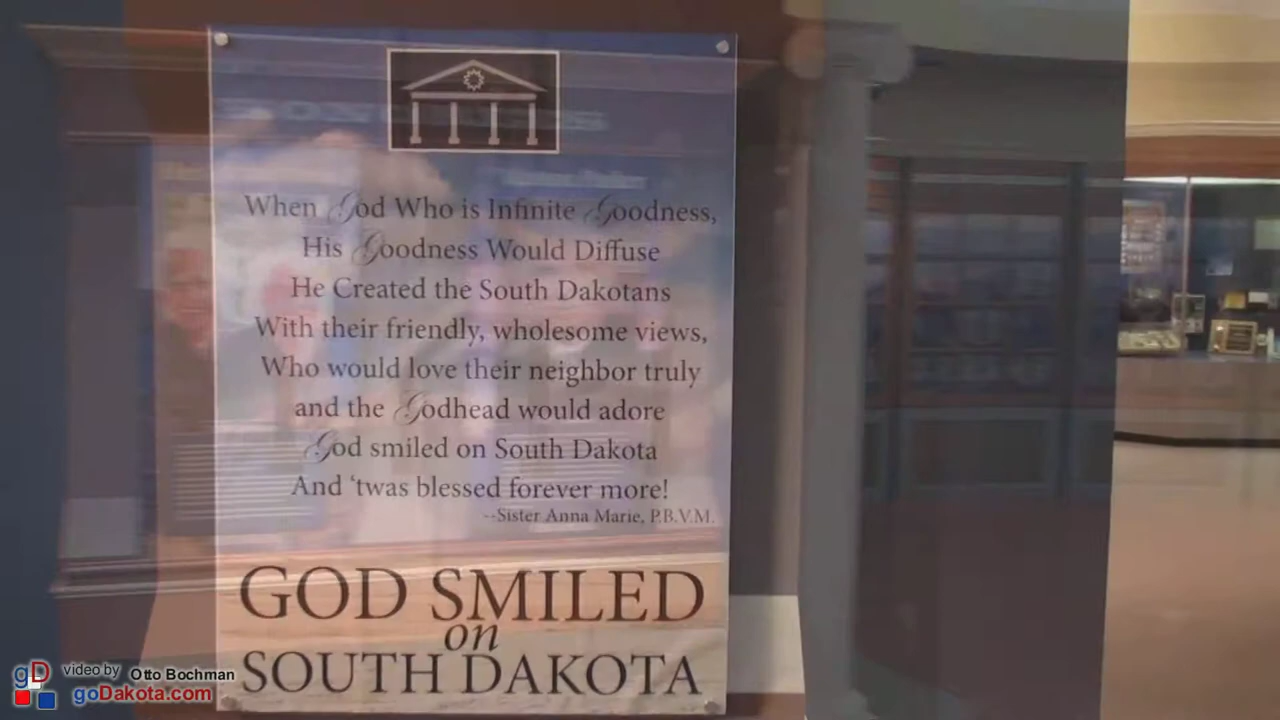 When God Who is Infinite Goodness,
His Goodness Would Diffuse
He Created the South Dakotans
With their friendly, wholesome views,
Who would love their neighbor truly
and the Godhead would adore
God smiled on South Dakota
And ‘twas blessed forever more!
--Sister Anna Marie, P.B.V.M.
GOD SMILED
on
SOUTH DAKOTA
gD video by Otto Bochman
goDakota.com